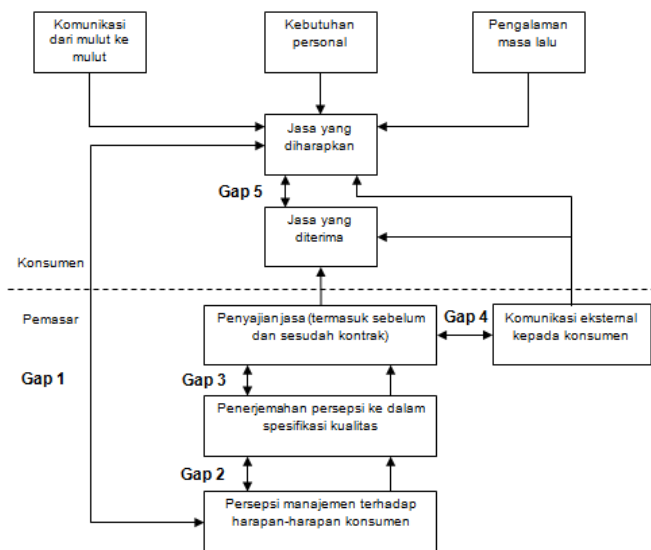 Komunikasi
dari mulut ke
mulut
Kebutuhan
personal
Pengalaman
masa lalu
Jasa yang
diharapkan
Gap 5
Jasa yang
diterima
Konsumen
Pemasar
Penyajian jasa (termasuk sebelum
dan sesudah kontrak)
Gap 4
Komunikasi eksternal
kepada konsumen
Gap 1
Gap 3
Penerjemahan persepsi ke dalam
spesifikasi kualitas
Gap 2
Persepsi manajemen terhadap
harapan-harapan konsumen